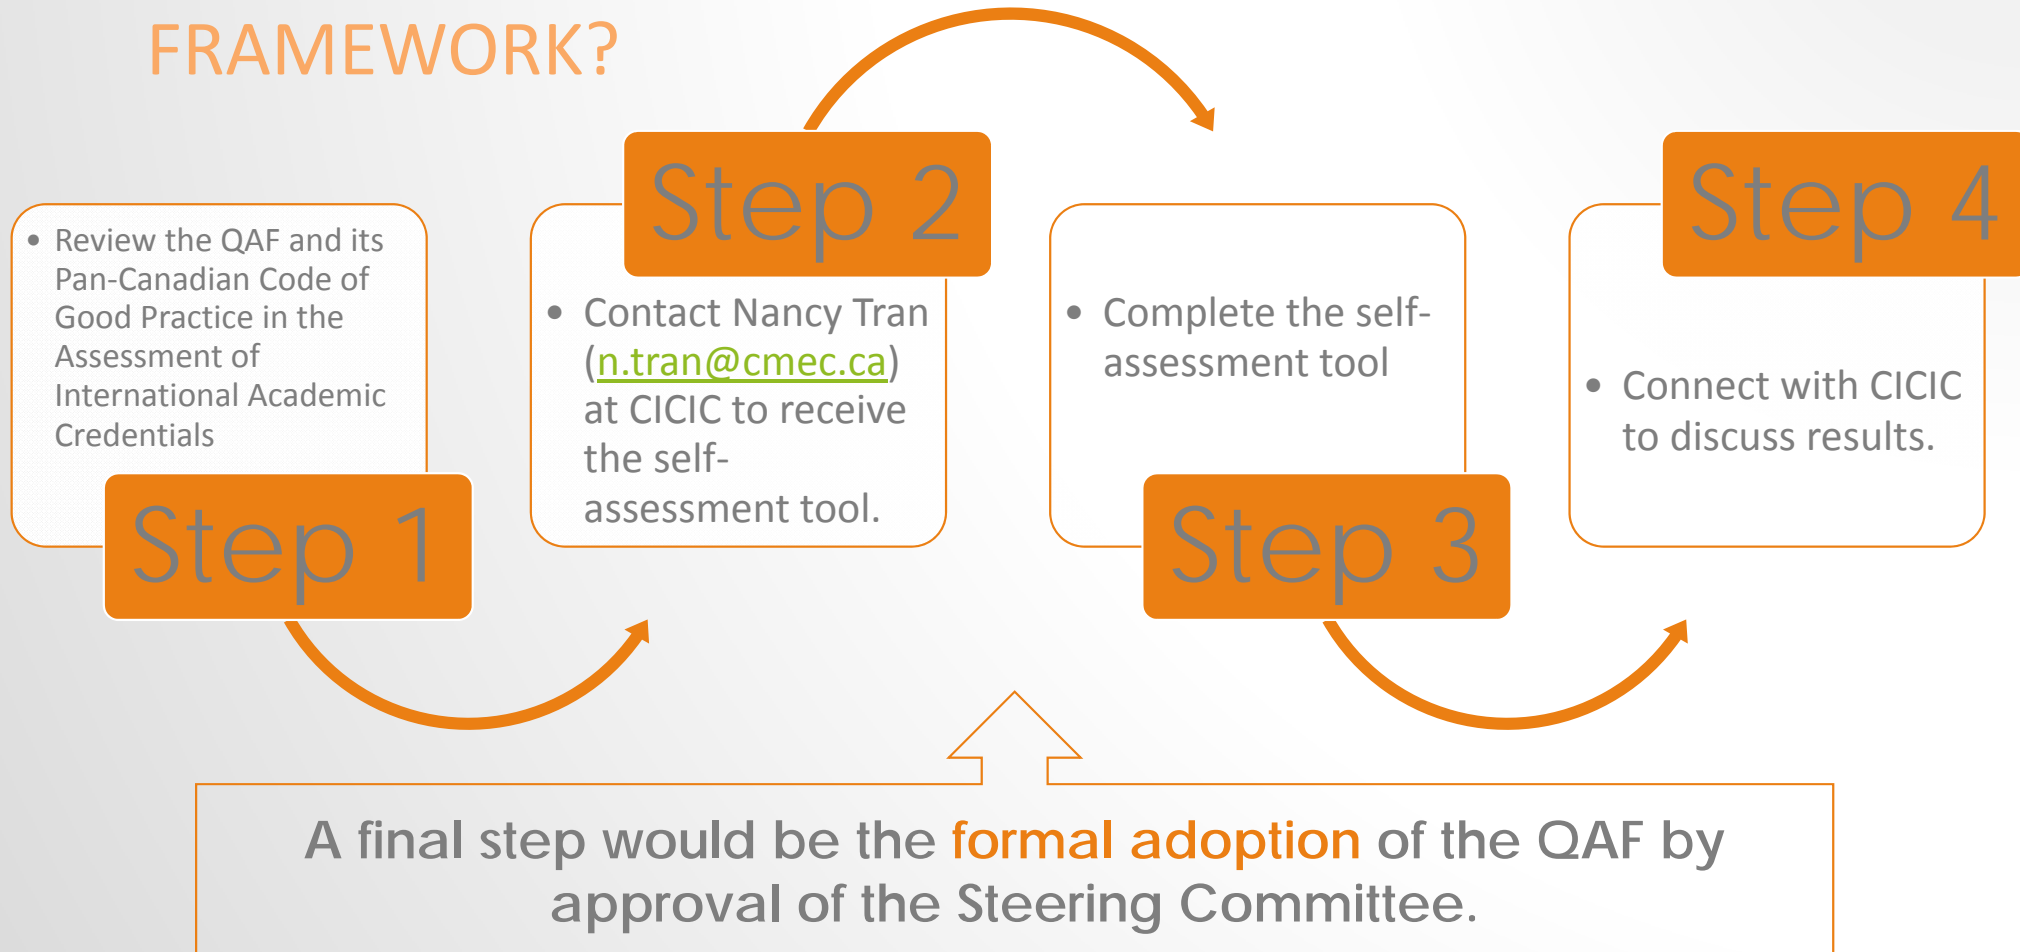 FRAMEWORK?
• Review the QAF and its
Pan-Canadian Code of
Good Practice in the
Assessment of
International Academic
Credentials
Step 1
Step 2
• Contact Nancy Tran
(n.tran@cmec.ca)
at CICIC to receive
the self-
assessment tool.
• Complete the self-
assessment tool
Step 3
Step 4
• Connect with CICIC
to discuss results.
A final step would be the formal adoption of the QAF by
approval of the Steering Committee.